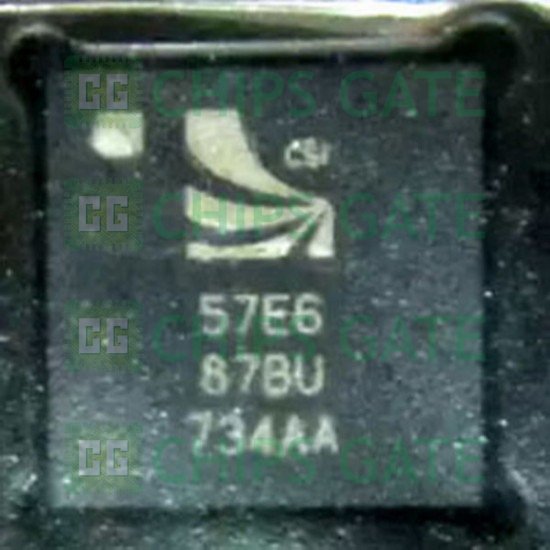 CHIPS GATE
CSI
CHIPS GATE
57E6
CHIPS GATE
87BU
734AA
CHIPS GATE